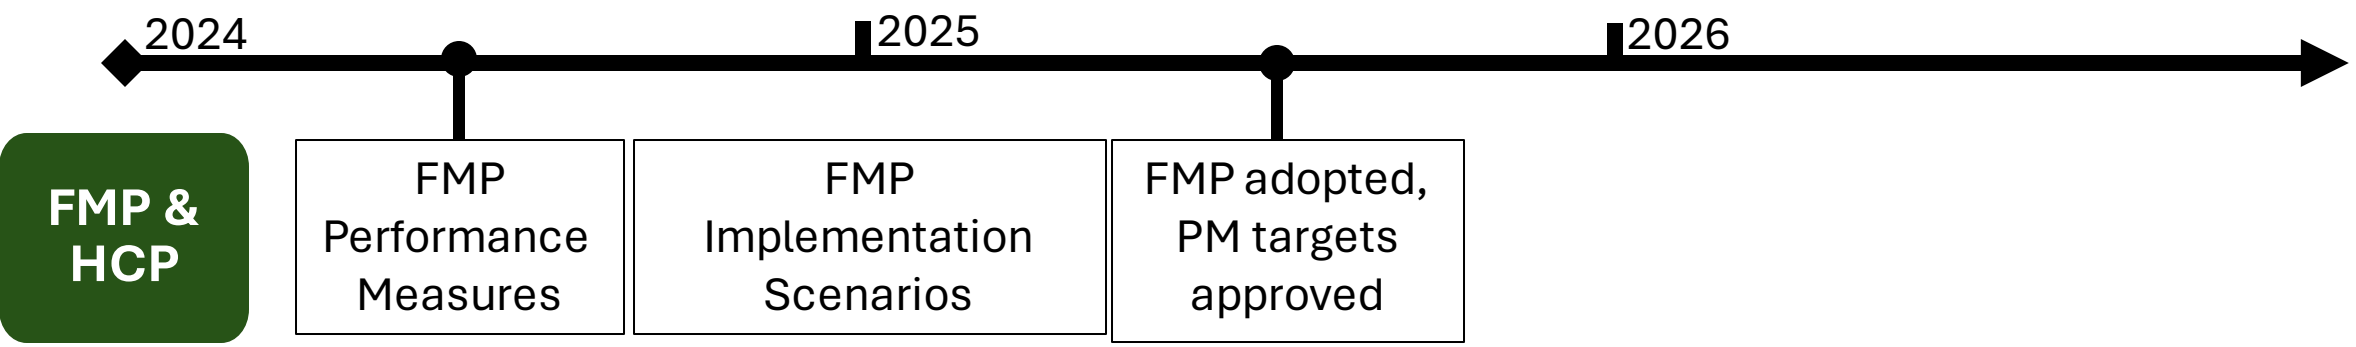 2024
2025
2026
FMP &
HCP
FMP
Performance
Measures
FMP
Implementation
Scenarios
FMP adopted,
PM targets
approved